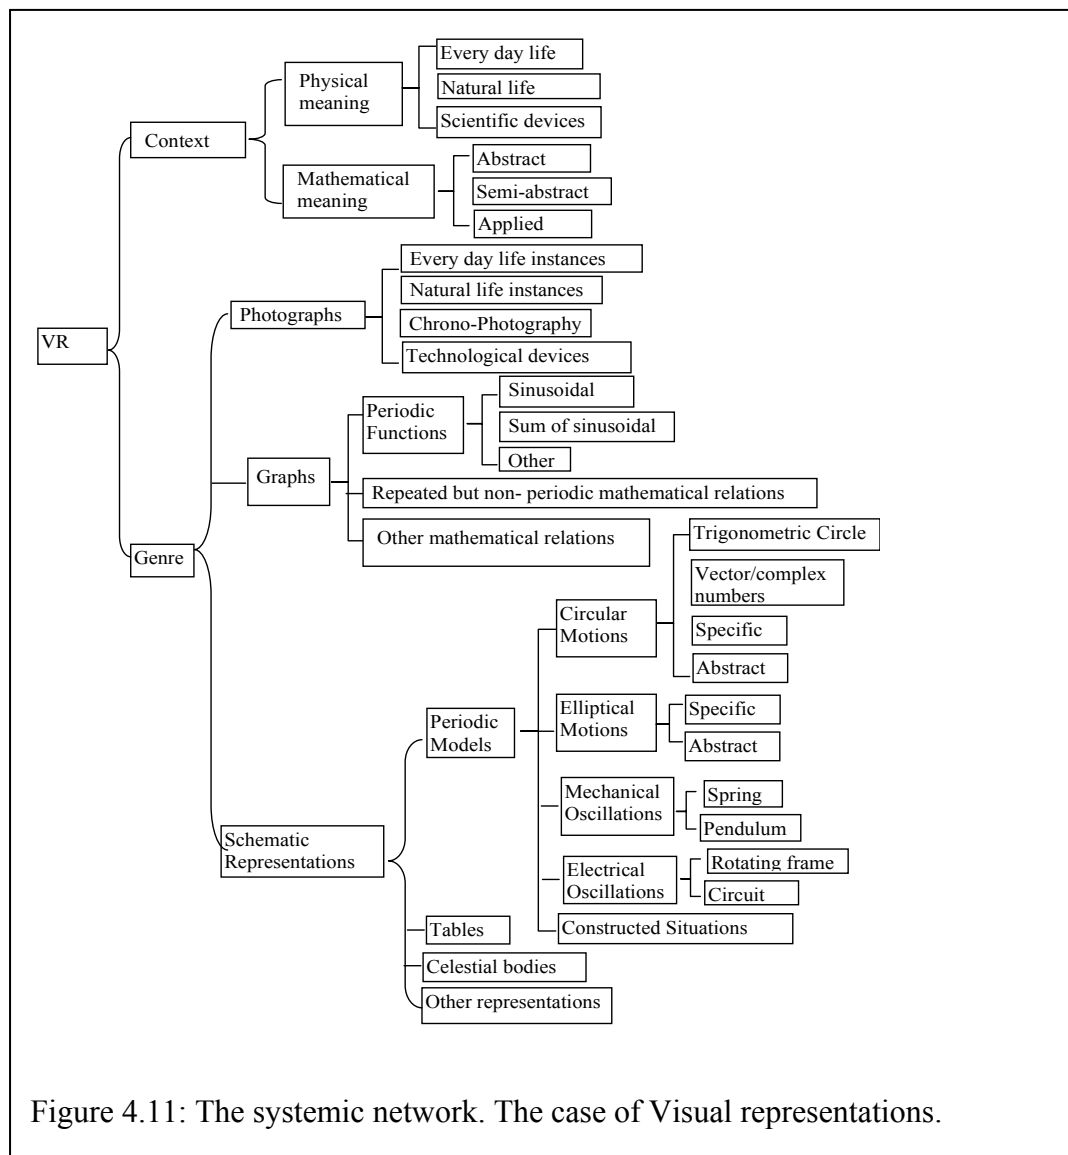 Every day life
Physical
meaning
Natural life
Scientific devices
Context
Abstract
Mathematical
meaning
Semi-abstract
Applied
Every day life instances
Natural life instances
Photographs
Chrono-Photography
VR
Technological devices
Sinusoidal
Periodic
Functions
Sum of sinusoidal
Other
Graphs
Repeated but non- periodic mathematical relations
Other mathematical relations
Trigonometric Circle
Genre
Vector/complex
numbers
Circular
Motions
Specific
Abstract
Elliptical
Motions
Specific
Periodic
Models
Abstract
Mechanical
Oscillations
Spring
Pendulum
Schematic
Representations
Electrical
Oscillations
Rotating frame
Circuit
Tables
Constructed Situations
Celestial bodies
Other representations
Figure 4.11: The systemic network. The case of Visual representations.